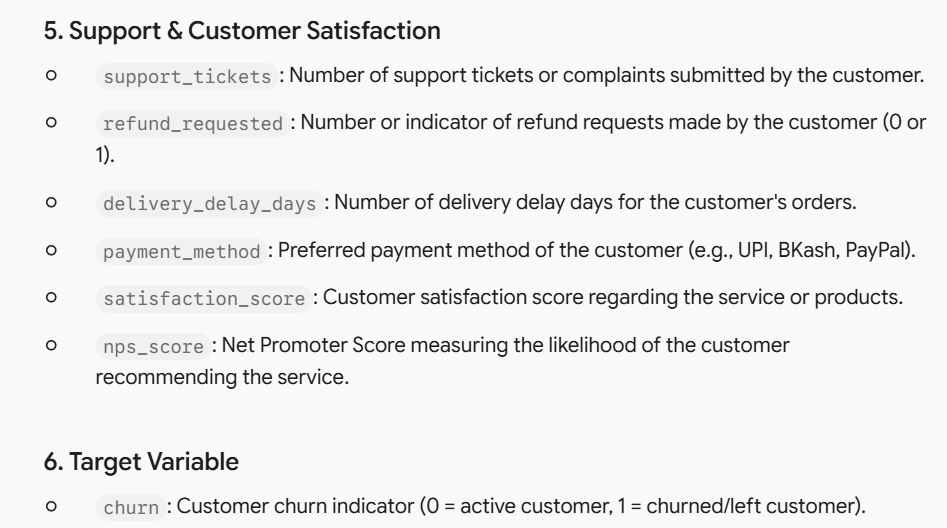 5. Support & Customer Satisfaction
support_tickets : Number of support tickets or complaints submitted by the customer.
refund_requested : Number or indicator of refund requests made by the customer (0 or
1).
delivery_delay_days : Number of delivery delay days for the customer's orders.
payment_method : Preferred payment method of the customer (e.g., UPI, BKash, PayPal).
satisfaction_score : Customer satisfaction score regarding the service or products.
nps_score : Net Promoter Score measuring the likelihood of the customer
recommending the service.
6. Target Variable
churn : Customer churn indicator (0 = active customer, 1 = churned/left customer).